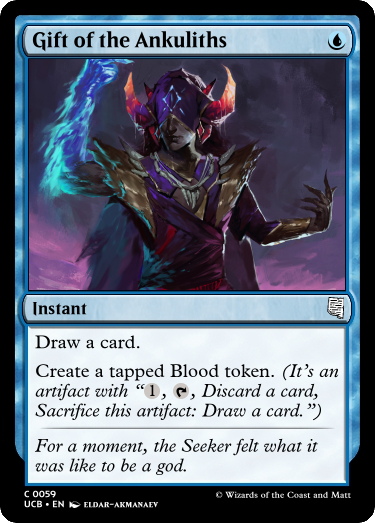 Gift of the Ankuliths
Instant
Draw a card.
Create a tapped Blood token. (It's an
artifact with “1, , Discard a card,
Sacrifice this artifact: Draw a card.”)
For a moment, the Seeker felt what it
was like to be a god.
C 0059
UCB • EN ELDAR-AKMANAEV
© Wizards of the Coast and Matt